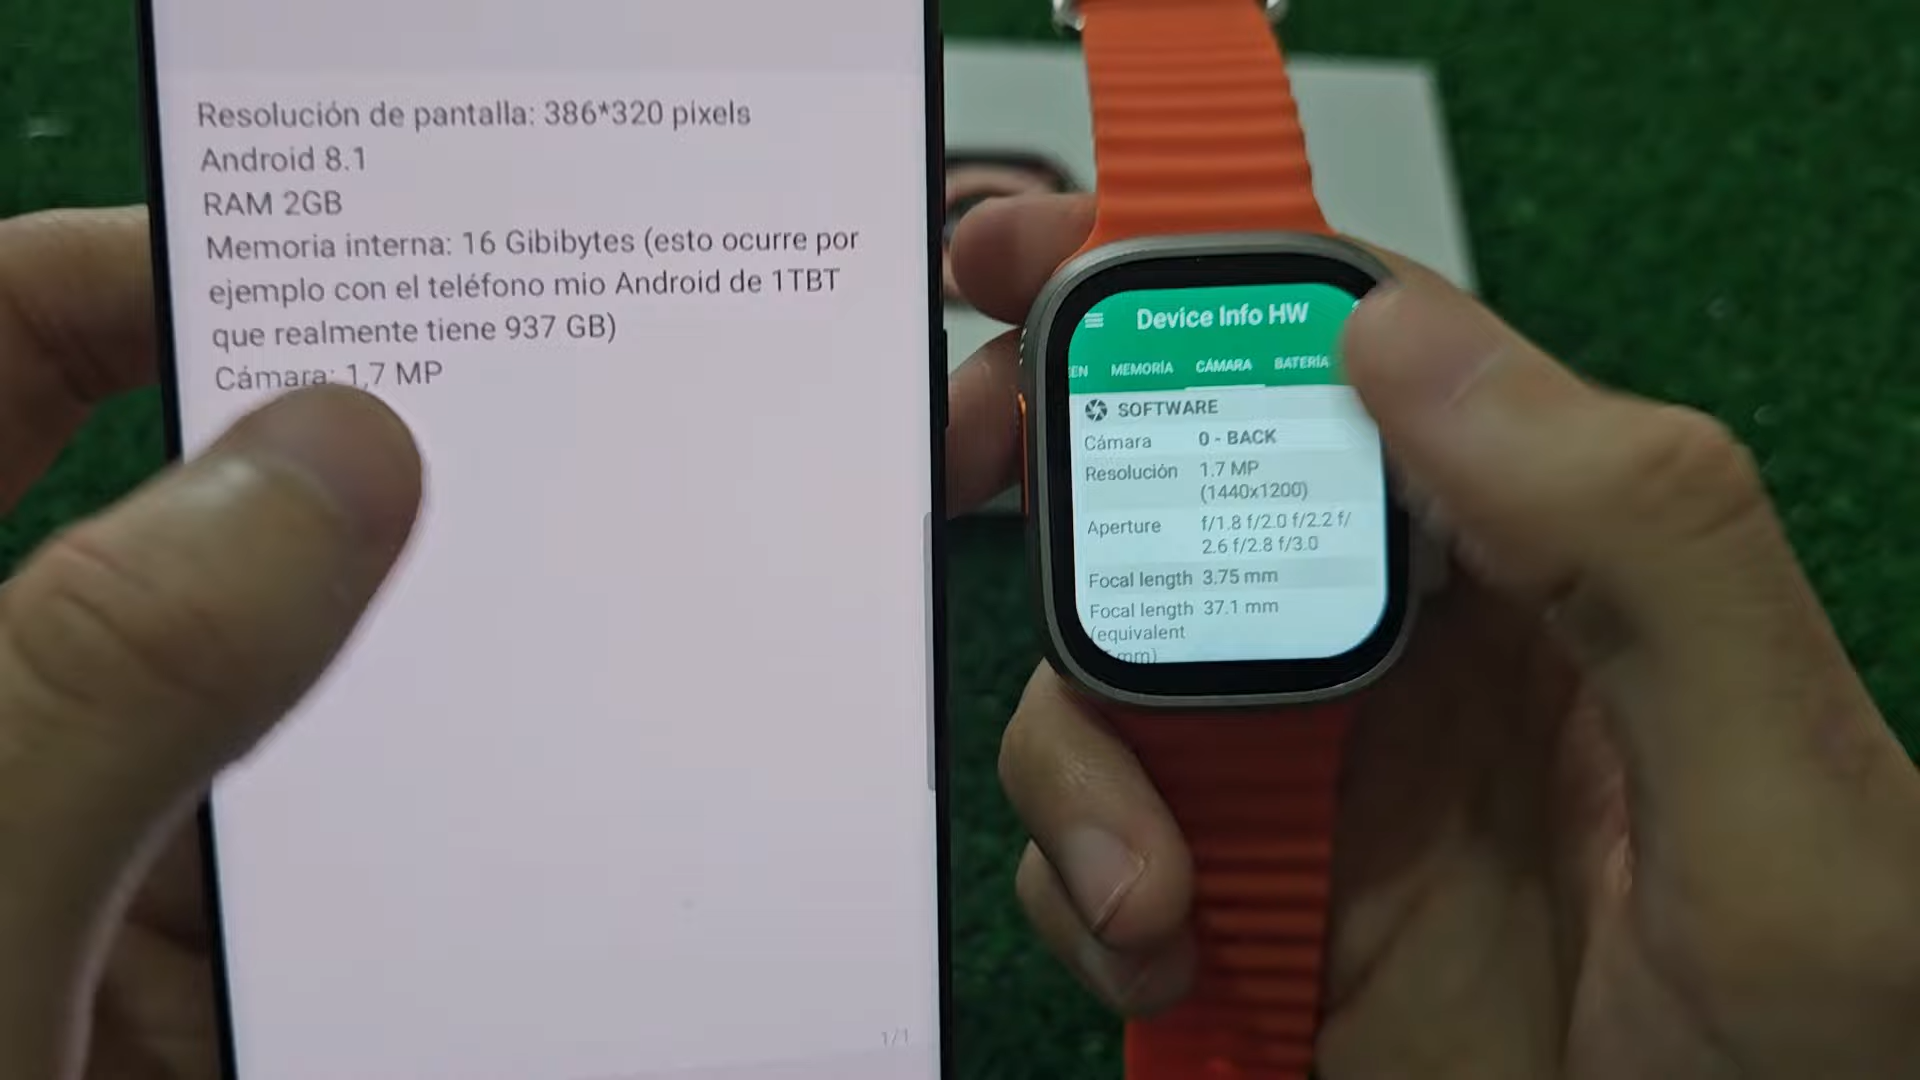 Resolución de pantalla: 386*320 pixels
Android 8.1
RAM 2GB
Memoria interna: 16 Gibibytes (esto ocurre por
ejemplo con el teléfono mio Android de 1TBT
que realmente tiene 937 GB)
Cámara: 1,7 MP
1/1
Device Info HW
EN MEMORÍA CÁMARA BATERÍA
SOFTWARE
Cámara 0 - BACK
Resolución 1.7 MP
(1440x1200)
Aperture f/1.8 f/2.0 f/2.2 f/
2.6 f/2.8 f/3.0
Focal length 3.75 mm
Focal length 37.1 mm
(equivalent
mm)